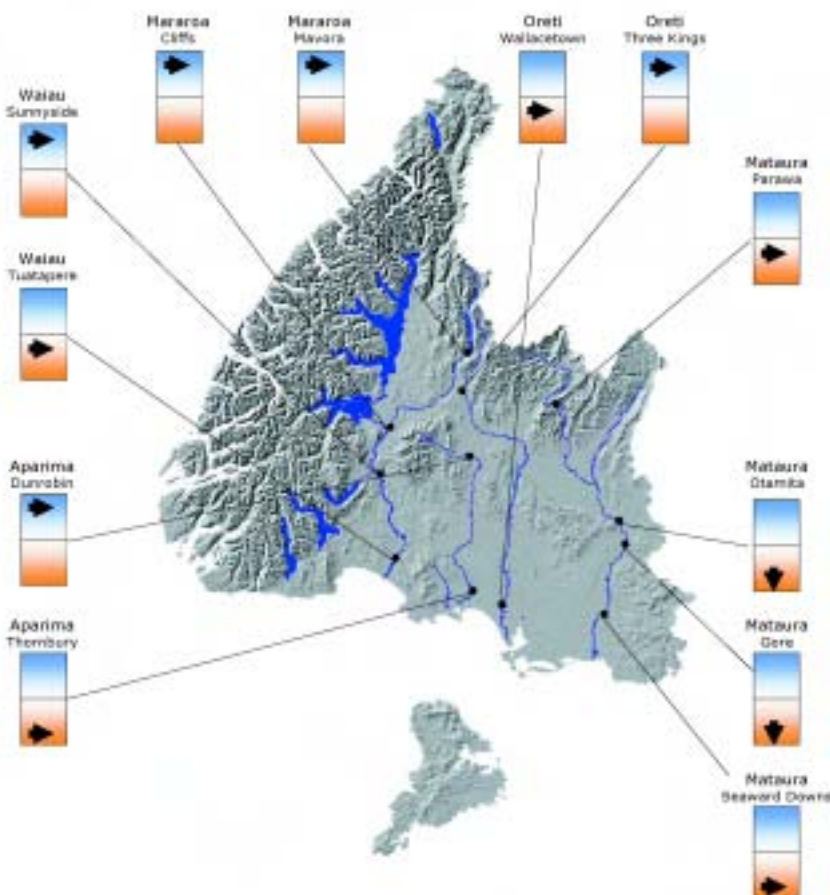 Mararoa
Cliffs
Mararoa
Mavora
Oreti
Wallacetown
Oreti
Three Kings
Waiau
Sunnyside
Mataura
Parawa
Waiau
Tuatapere
Aparima
Dunrobin
Mataura
Otamita
Aparima
Thornbury
Mataura
Gore
Mataura
Seaward Downs